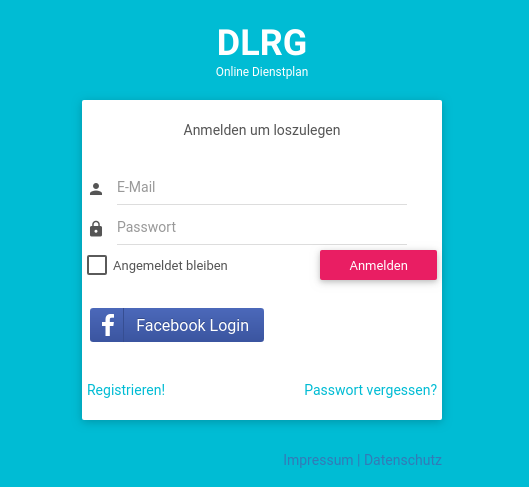 DLRG
Online Dienstplan
Anmelden um loszulegen
E-Mail
Passwort
Angemeldet bleiben
Anmelden
f Facebook Login
Registrieren!
Passwort vergessen?
Impressum | Datenschutz